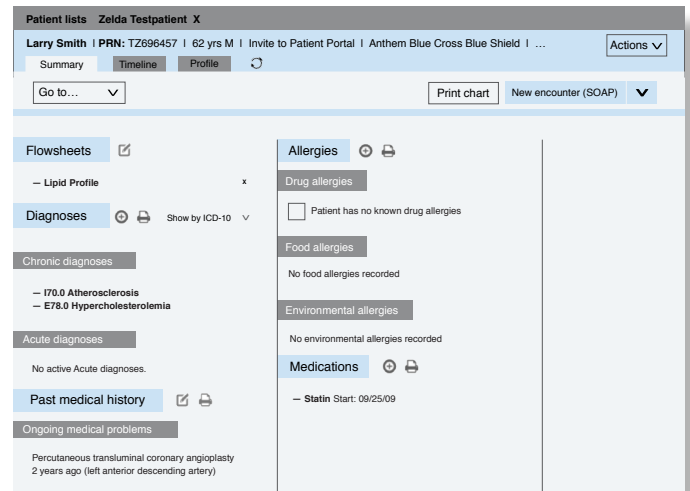 Patient lists Zelda Testpatient X
Larry Smith | PRN: TZ696457 | 62 yrs M | Invite to Patient Portal | Anthem Blue Cross Blue Shield | ...
Actions
Summary Timeline Profile
Go to...
Print chart
New encounter (SOAP)
Flowsheets
– Lipid Profile x
Diagnoses
Show by ICD-10
Chronic diagnoses
– I70.0 Atherosclerosis
– E78.0 Hypercholesterolemia
Acute diagnoses
No active Acute diagnoses.
Past medical history
Ongoing medical problems
Percutaneous transluminal coronary angioplasty
2 years ago (left anterior descending artery)
Allergies
Drug allergies
Patient has no known drug allergies
Food allergies
No food allergies recorded
Environmental allergies
No environmental allergies recorded
Medications
– Statin Start: 09/25/09